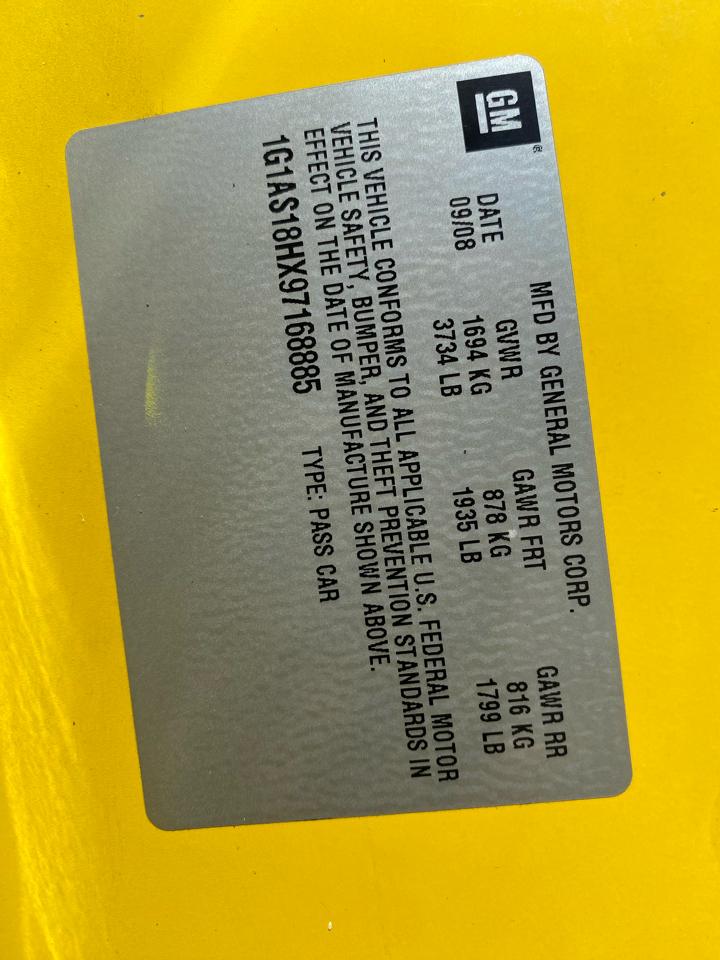 GM®
MFD BY GENERAL MOTORS CORP.
DATE GVWR GAWR FRT GAWR RR
09/08 1694 KG 878 KG 816 KG
3734 LB 1935 LB 1799 LB
THIS VEHICLE CONFORMS TO ALL APPLICABLE U.S. FEDERAL MOTOR
VEHICLE SAFETY, BUMPER, AND THEFT PREVENTION STANDARDS IN
EFFECT ON THE DATE OF MANUFACTURE SHOWN ABOVE.
1G1AS18HX97168885 TYPE: PASS CAR